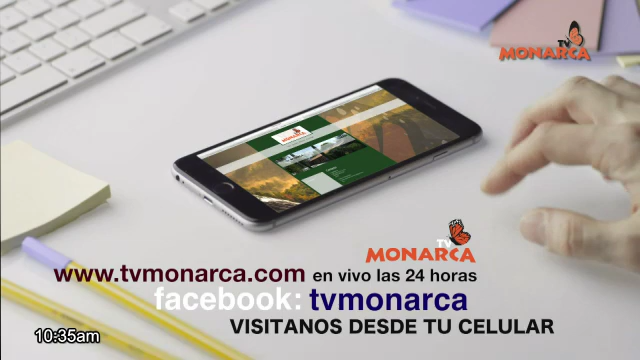 TV
MONARCA
MONARCA
TV
MONARCA
www.tvmonarca.com en vivo las 24 horas
facebook: tvmonarca
VISITANOS DESDE TU CELULAR
10:35am